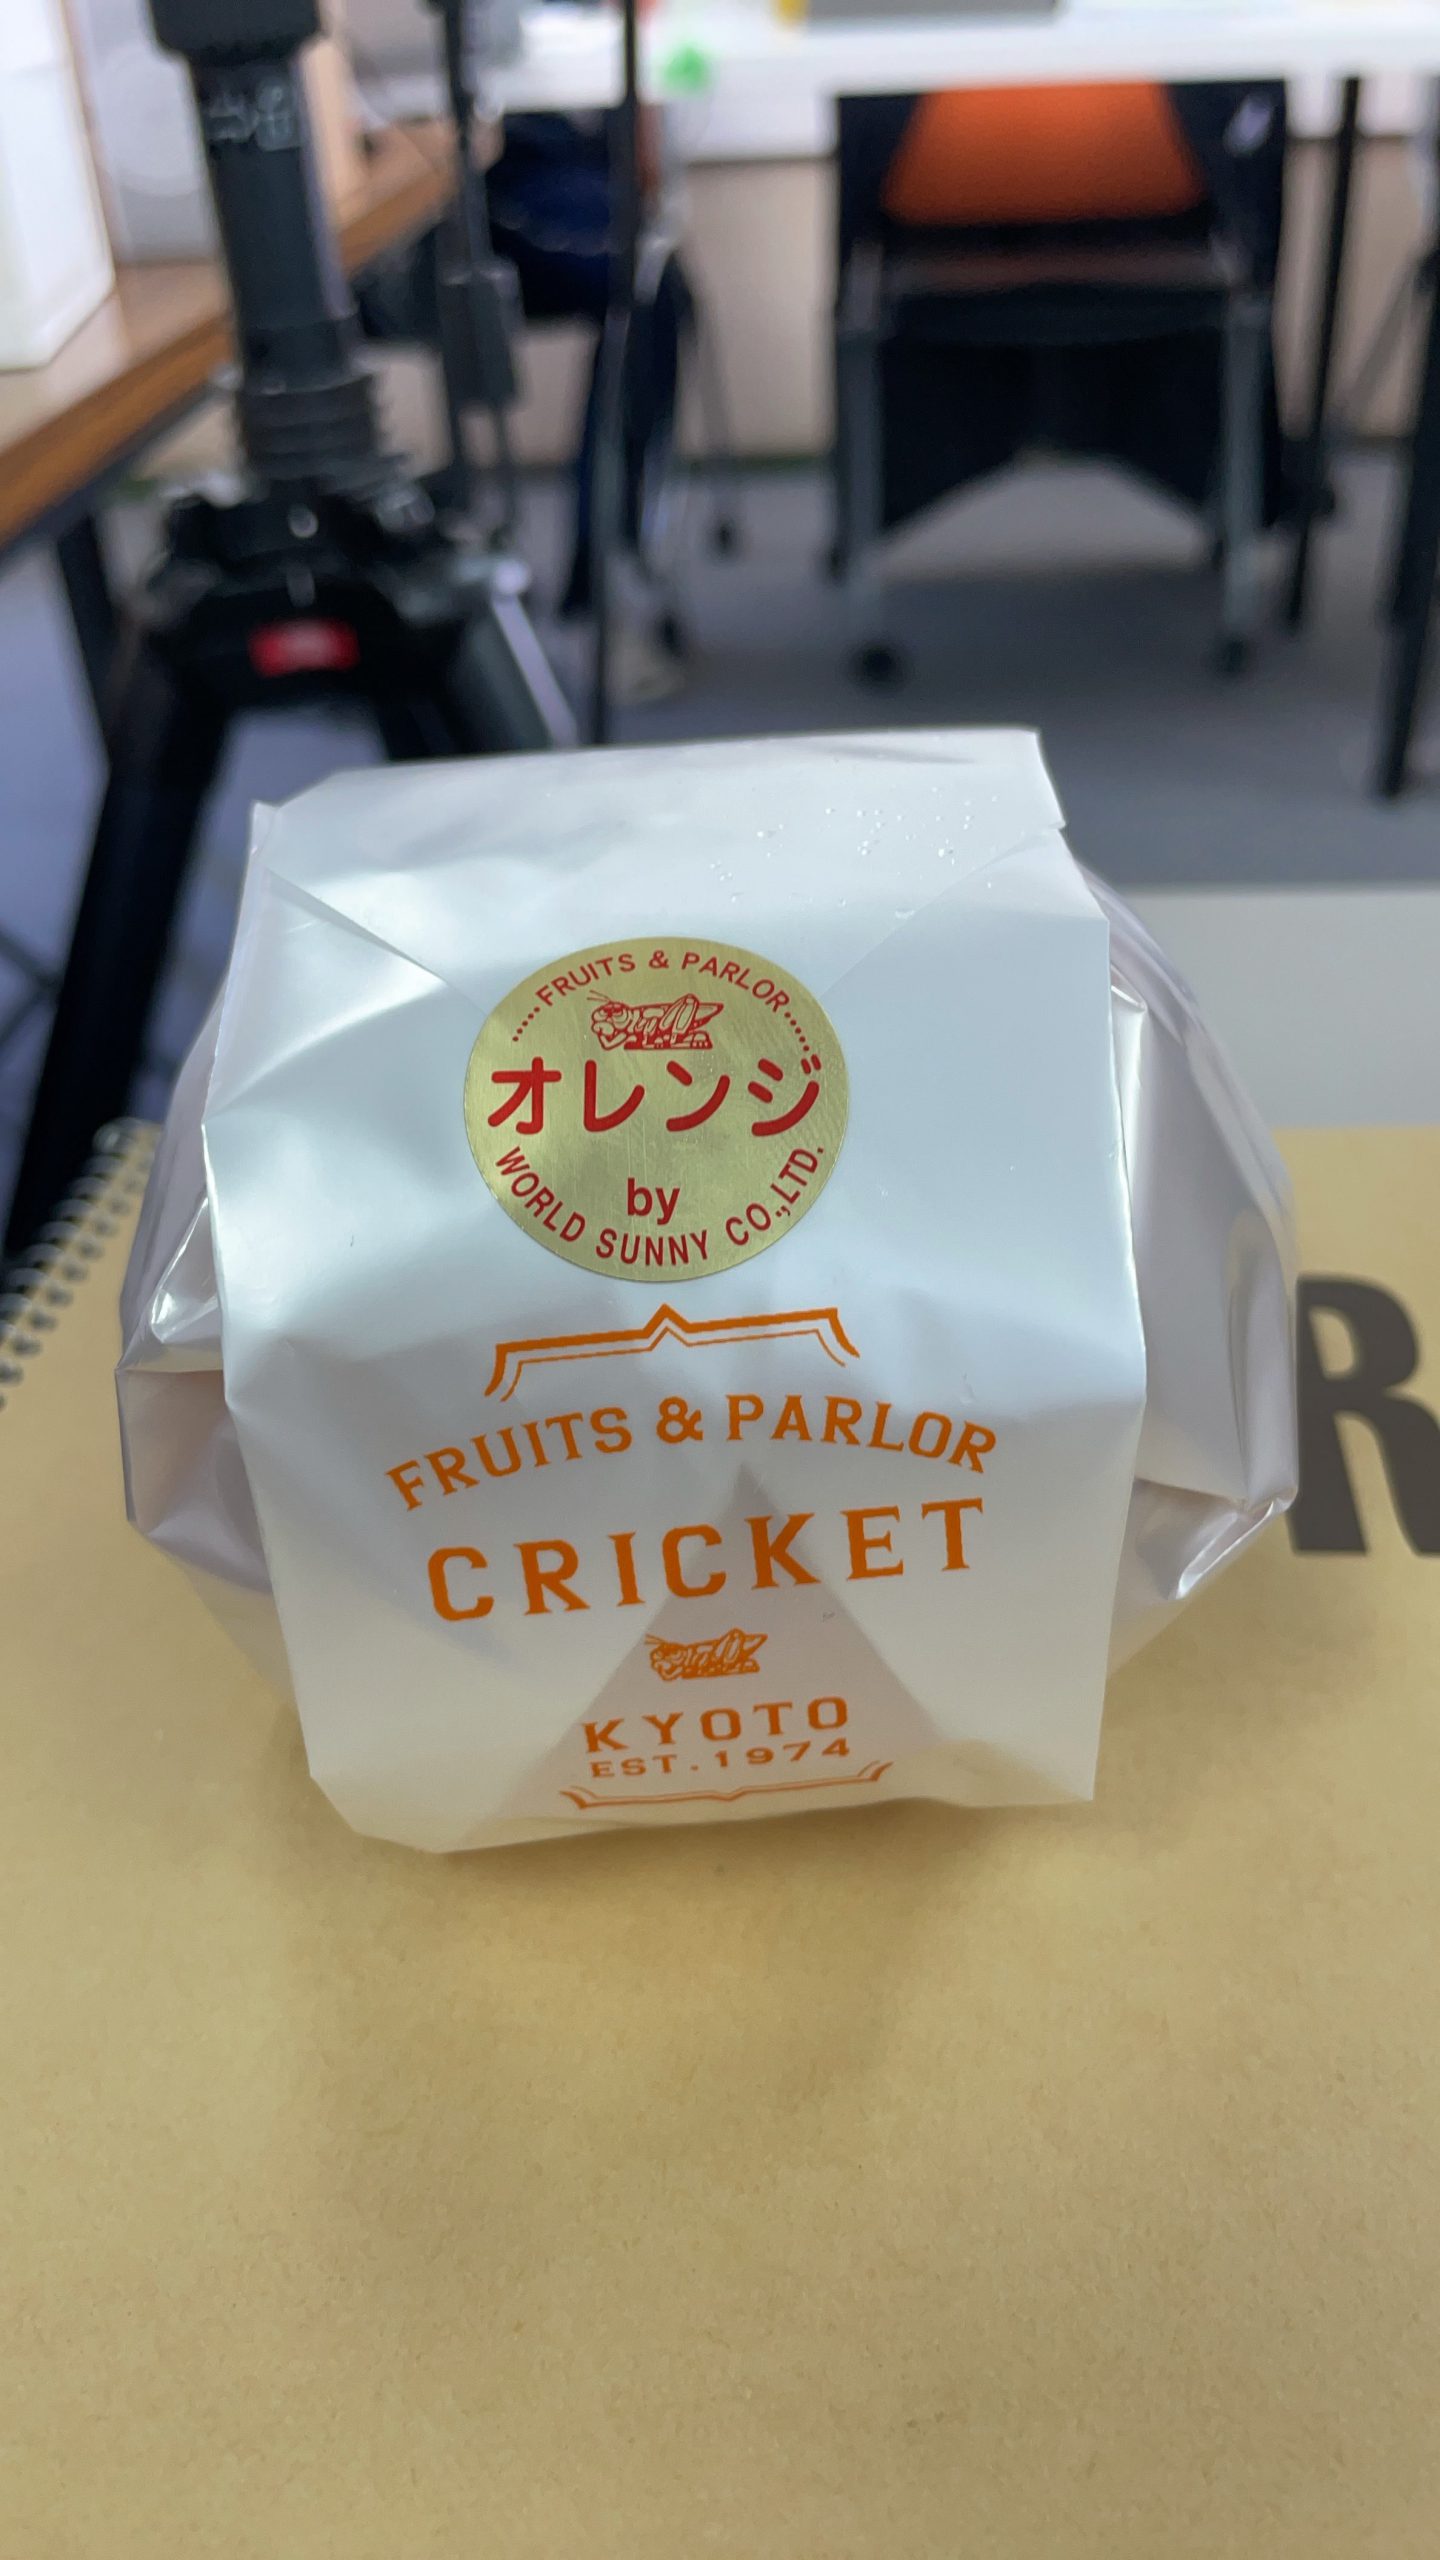 FRUITS & PARLOR
オレンジ
by
WORLD SUNNY CO.,LTD.
FRUITS & PARLOR
CRICKET
KYOTO
EST.1974
R